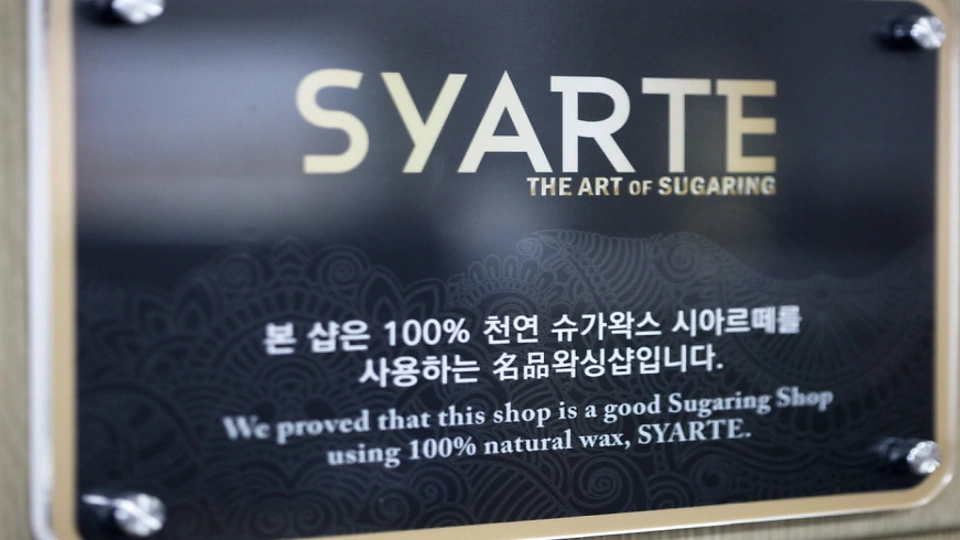 SYARTE
THE ART OF SUGARING
본 샵은 100% 천연 슈가왁스 시아르떼를
사용하는 名品왁싱샵입니다.
We proved that this shop is a good Sugaring Shop
using 100% natural wax, SYARTE.